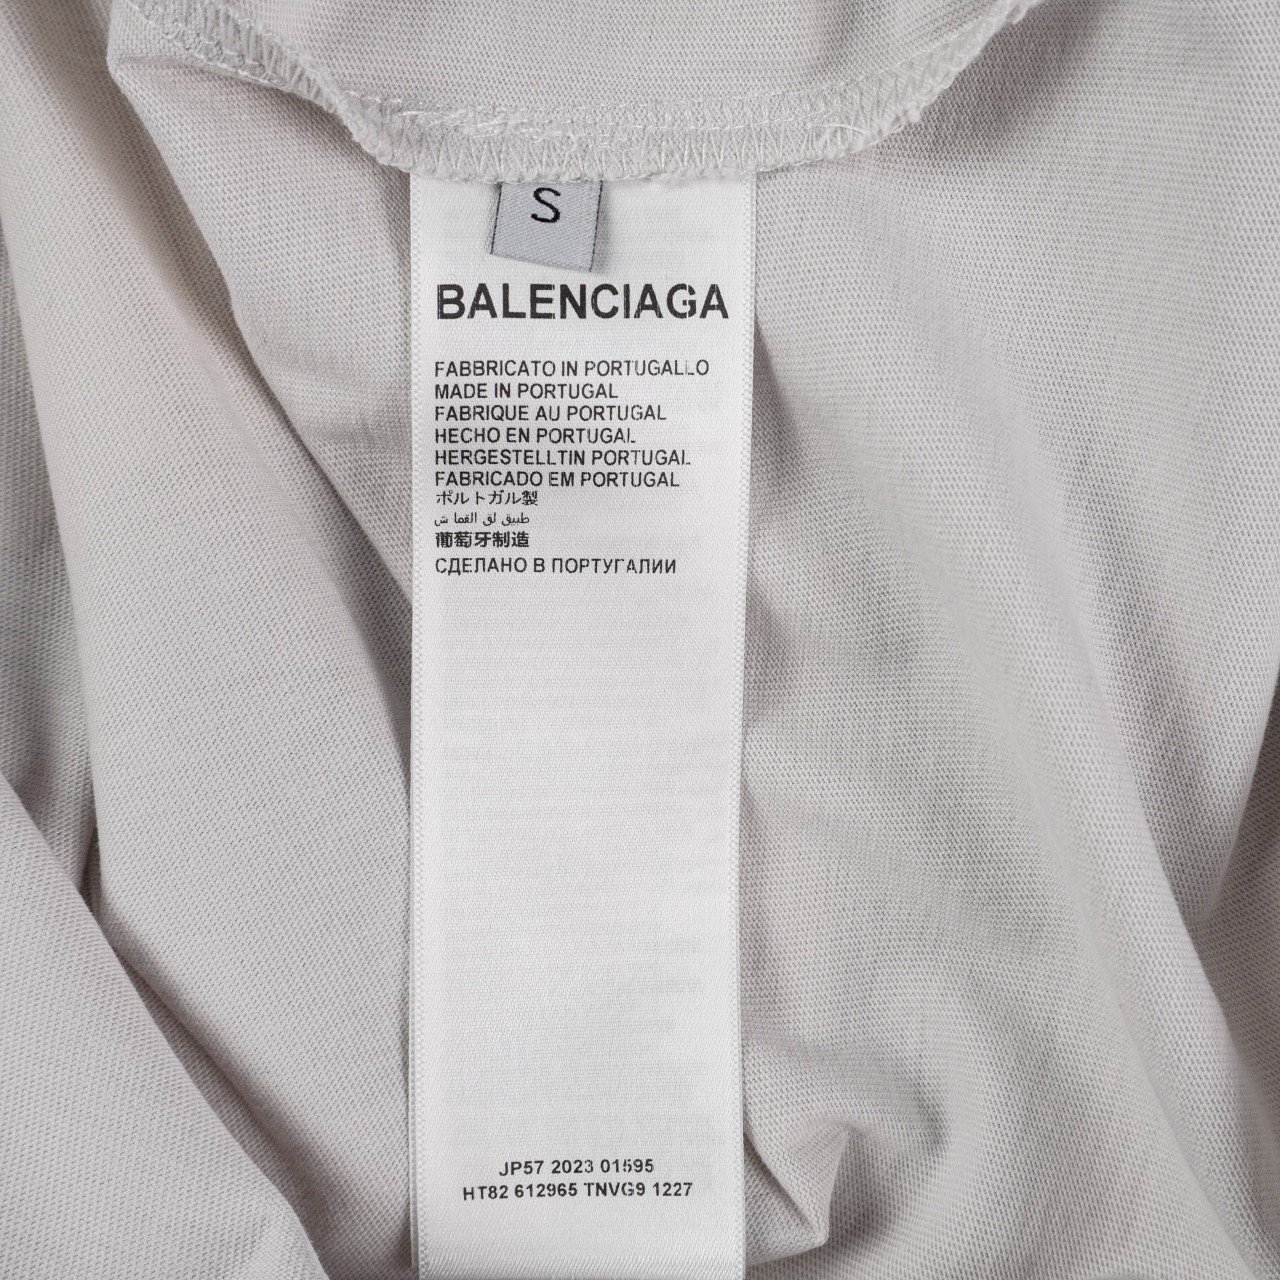 S
BALENCIAGA
FABBRICATO IN PORTUGALLO
MADE IN PORTUGAL
FABRIQUE AU PORTUGAL
HECHO EN PORTUGAL
HERGESTELLTIN PORTUGAL
FABRICADO EM PORTUGAL
ポルトガル製
طبيق لق القما ش
葡萄牙制造
СДЕЛАНО В ПОРТУГАЛИИ
JP57 2023 01595
HT82 612965 TNVG9 1227